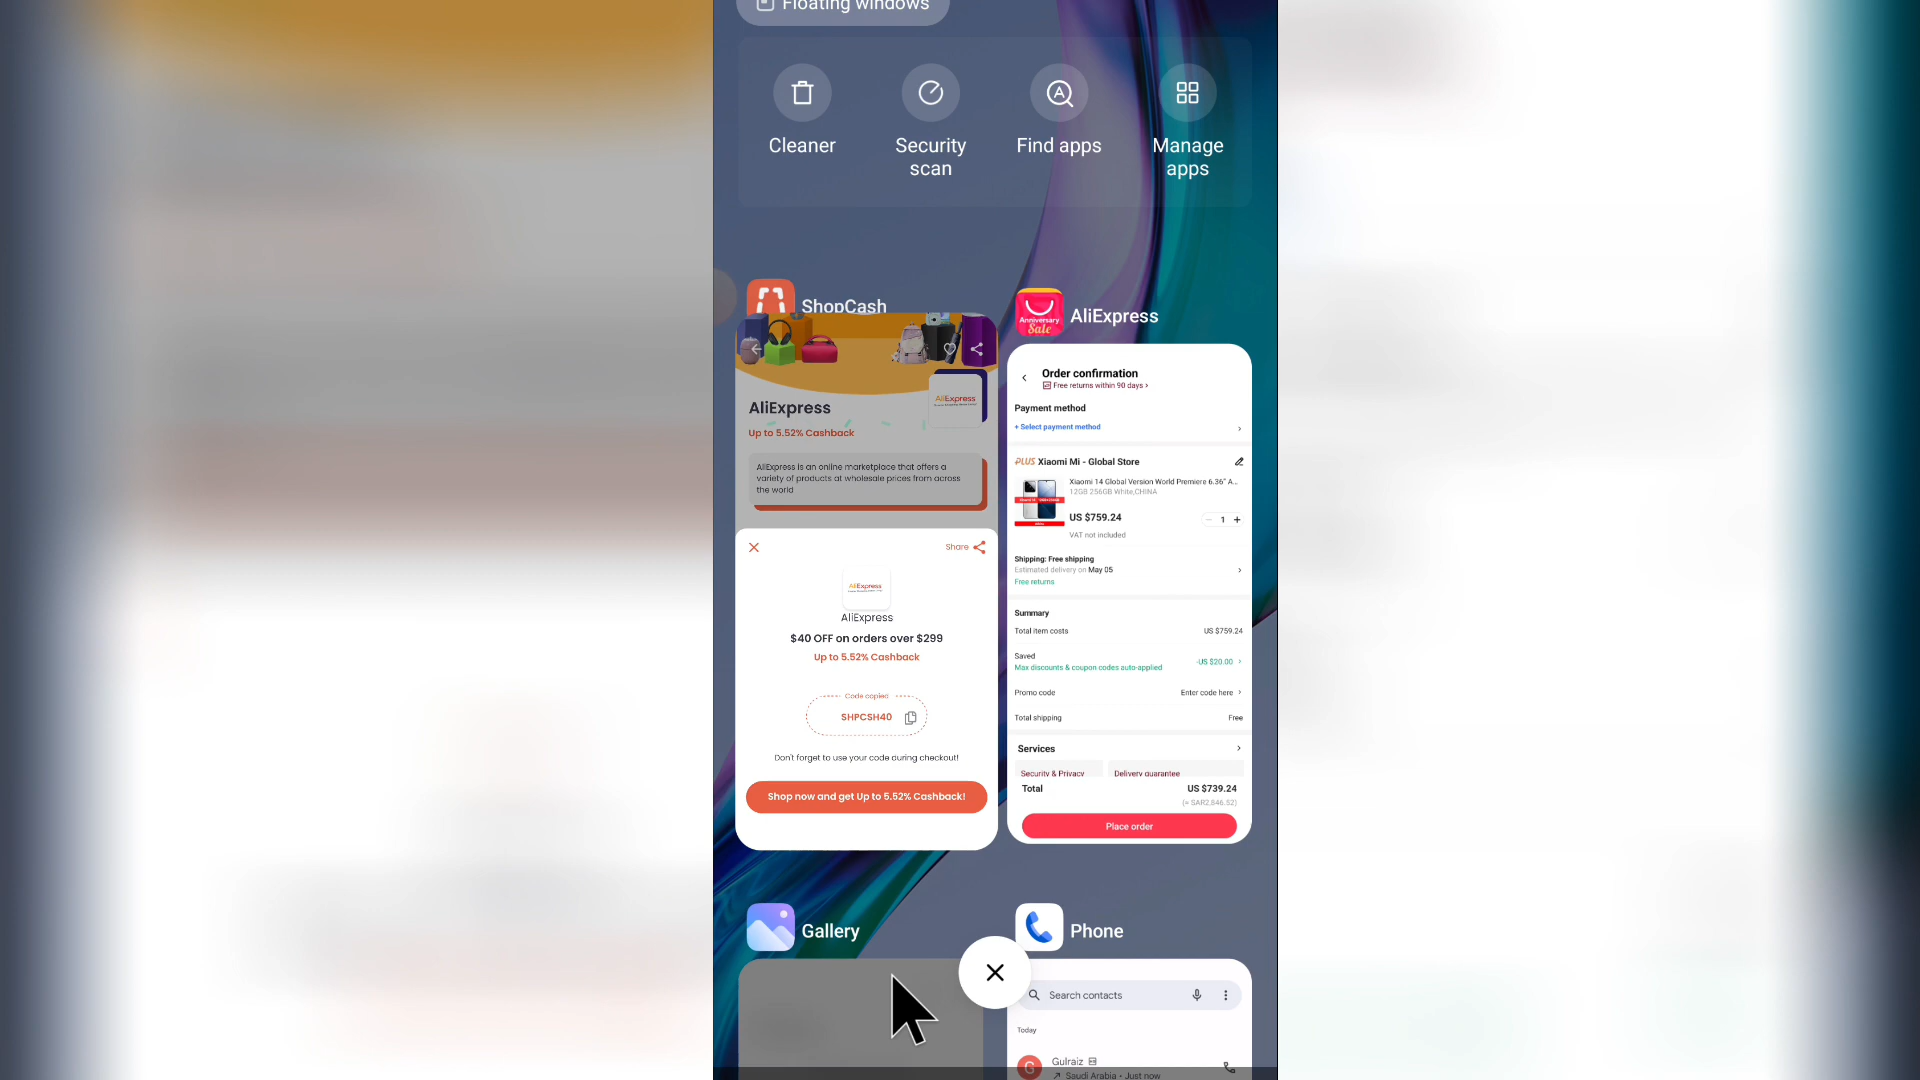 Floating windows
Cleaner
Security scan
Find apps
Manage apps
ShopCash
AliExpress
AliExpress
Up to 5.52% Cashback
AliExpress
AliExpress is an online marketplace that offers a
variety of products at wholesale prices from across
the world
Share
AliExpress
AliExpress
$40 OFF on orders over $299
Up to 5.52% Cashback
Code copied
SHPCSH40
Don't forget to use your code during checkout!
Shop now and get Up to 5.52% Cashback!
Anniversary
Sale
AliExpress
Order confirmation
Free returns within 90 days >
Payment method
+ Select payment method
PLUS Xiaomi Mi - Global Store
Xiaomi 14 Global Version World Premiere 6.36" A...
12GB 256GB White,CHINA
US $759.24
1
VAT not included
Shipping: Free shipping
Estimated delivery on May 05
Free returns
Summary
Total item costs US $759.24
Saved
Max discounts & coupon codes auto-applied -US $20.00
Promo code Enter code here
Total shipping Free
Services
Security & Privacy Delivery guarantee
Total US $739.24
(≈ SAR2,846.52)
Place order
Gallery
Phone
Search contacts
Today
G
Gulraiz
Saudi Arabia • Just now